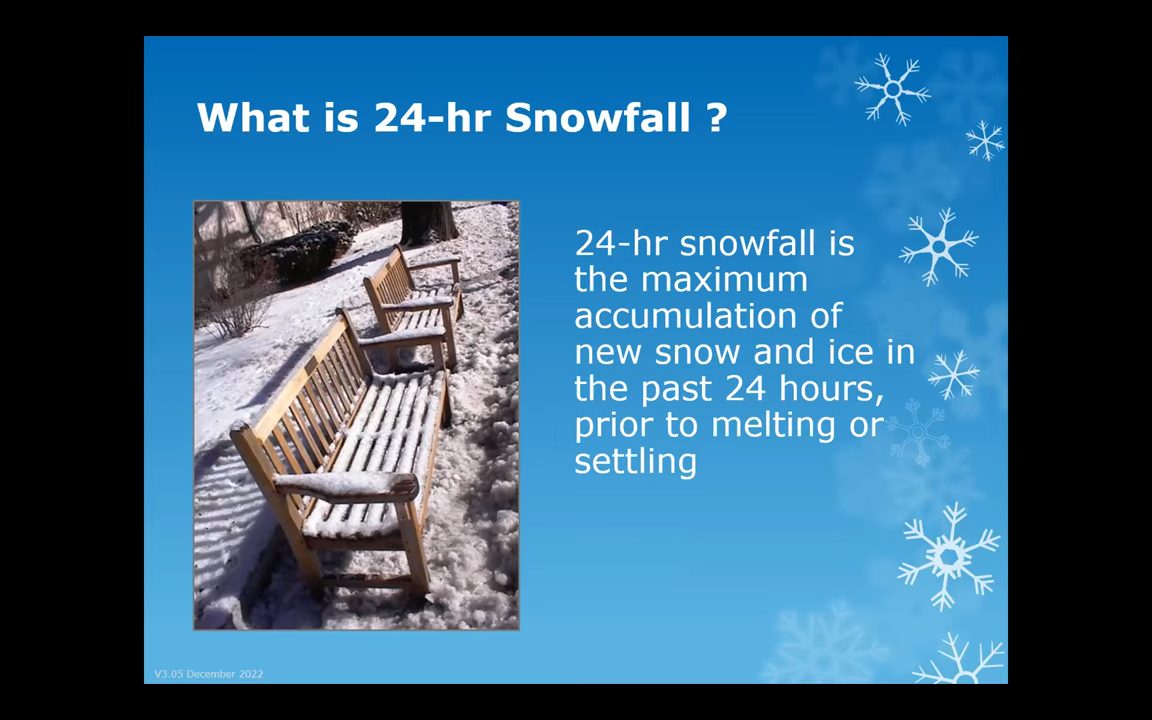 What is 24-hr Snowfall ?
24-hr snowfall is
the maximum
accumulation of
new snow and ice in
the past 24 hours,
prior to melting or
settling
V3.05 December 2022